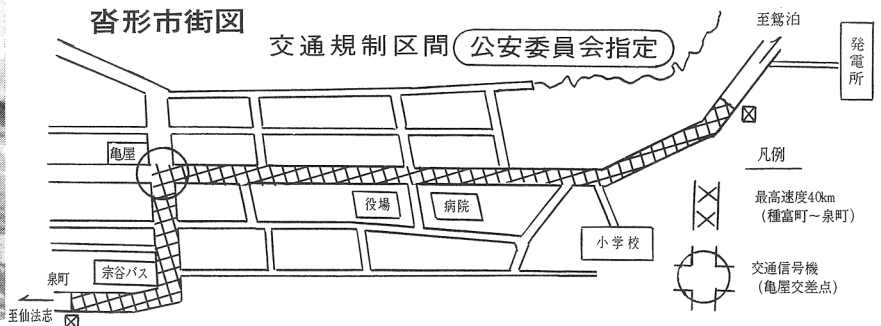 沓形市街図
交通規制区間 公安委員会指定
至鴛泊
発電所
亀屋
凡例
役場
病院
最高速度40km
(種富町〜泉町)
小学校
泉町
宗谷バス
交通信号機
(亀屋交差点)
至仙法志